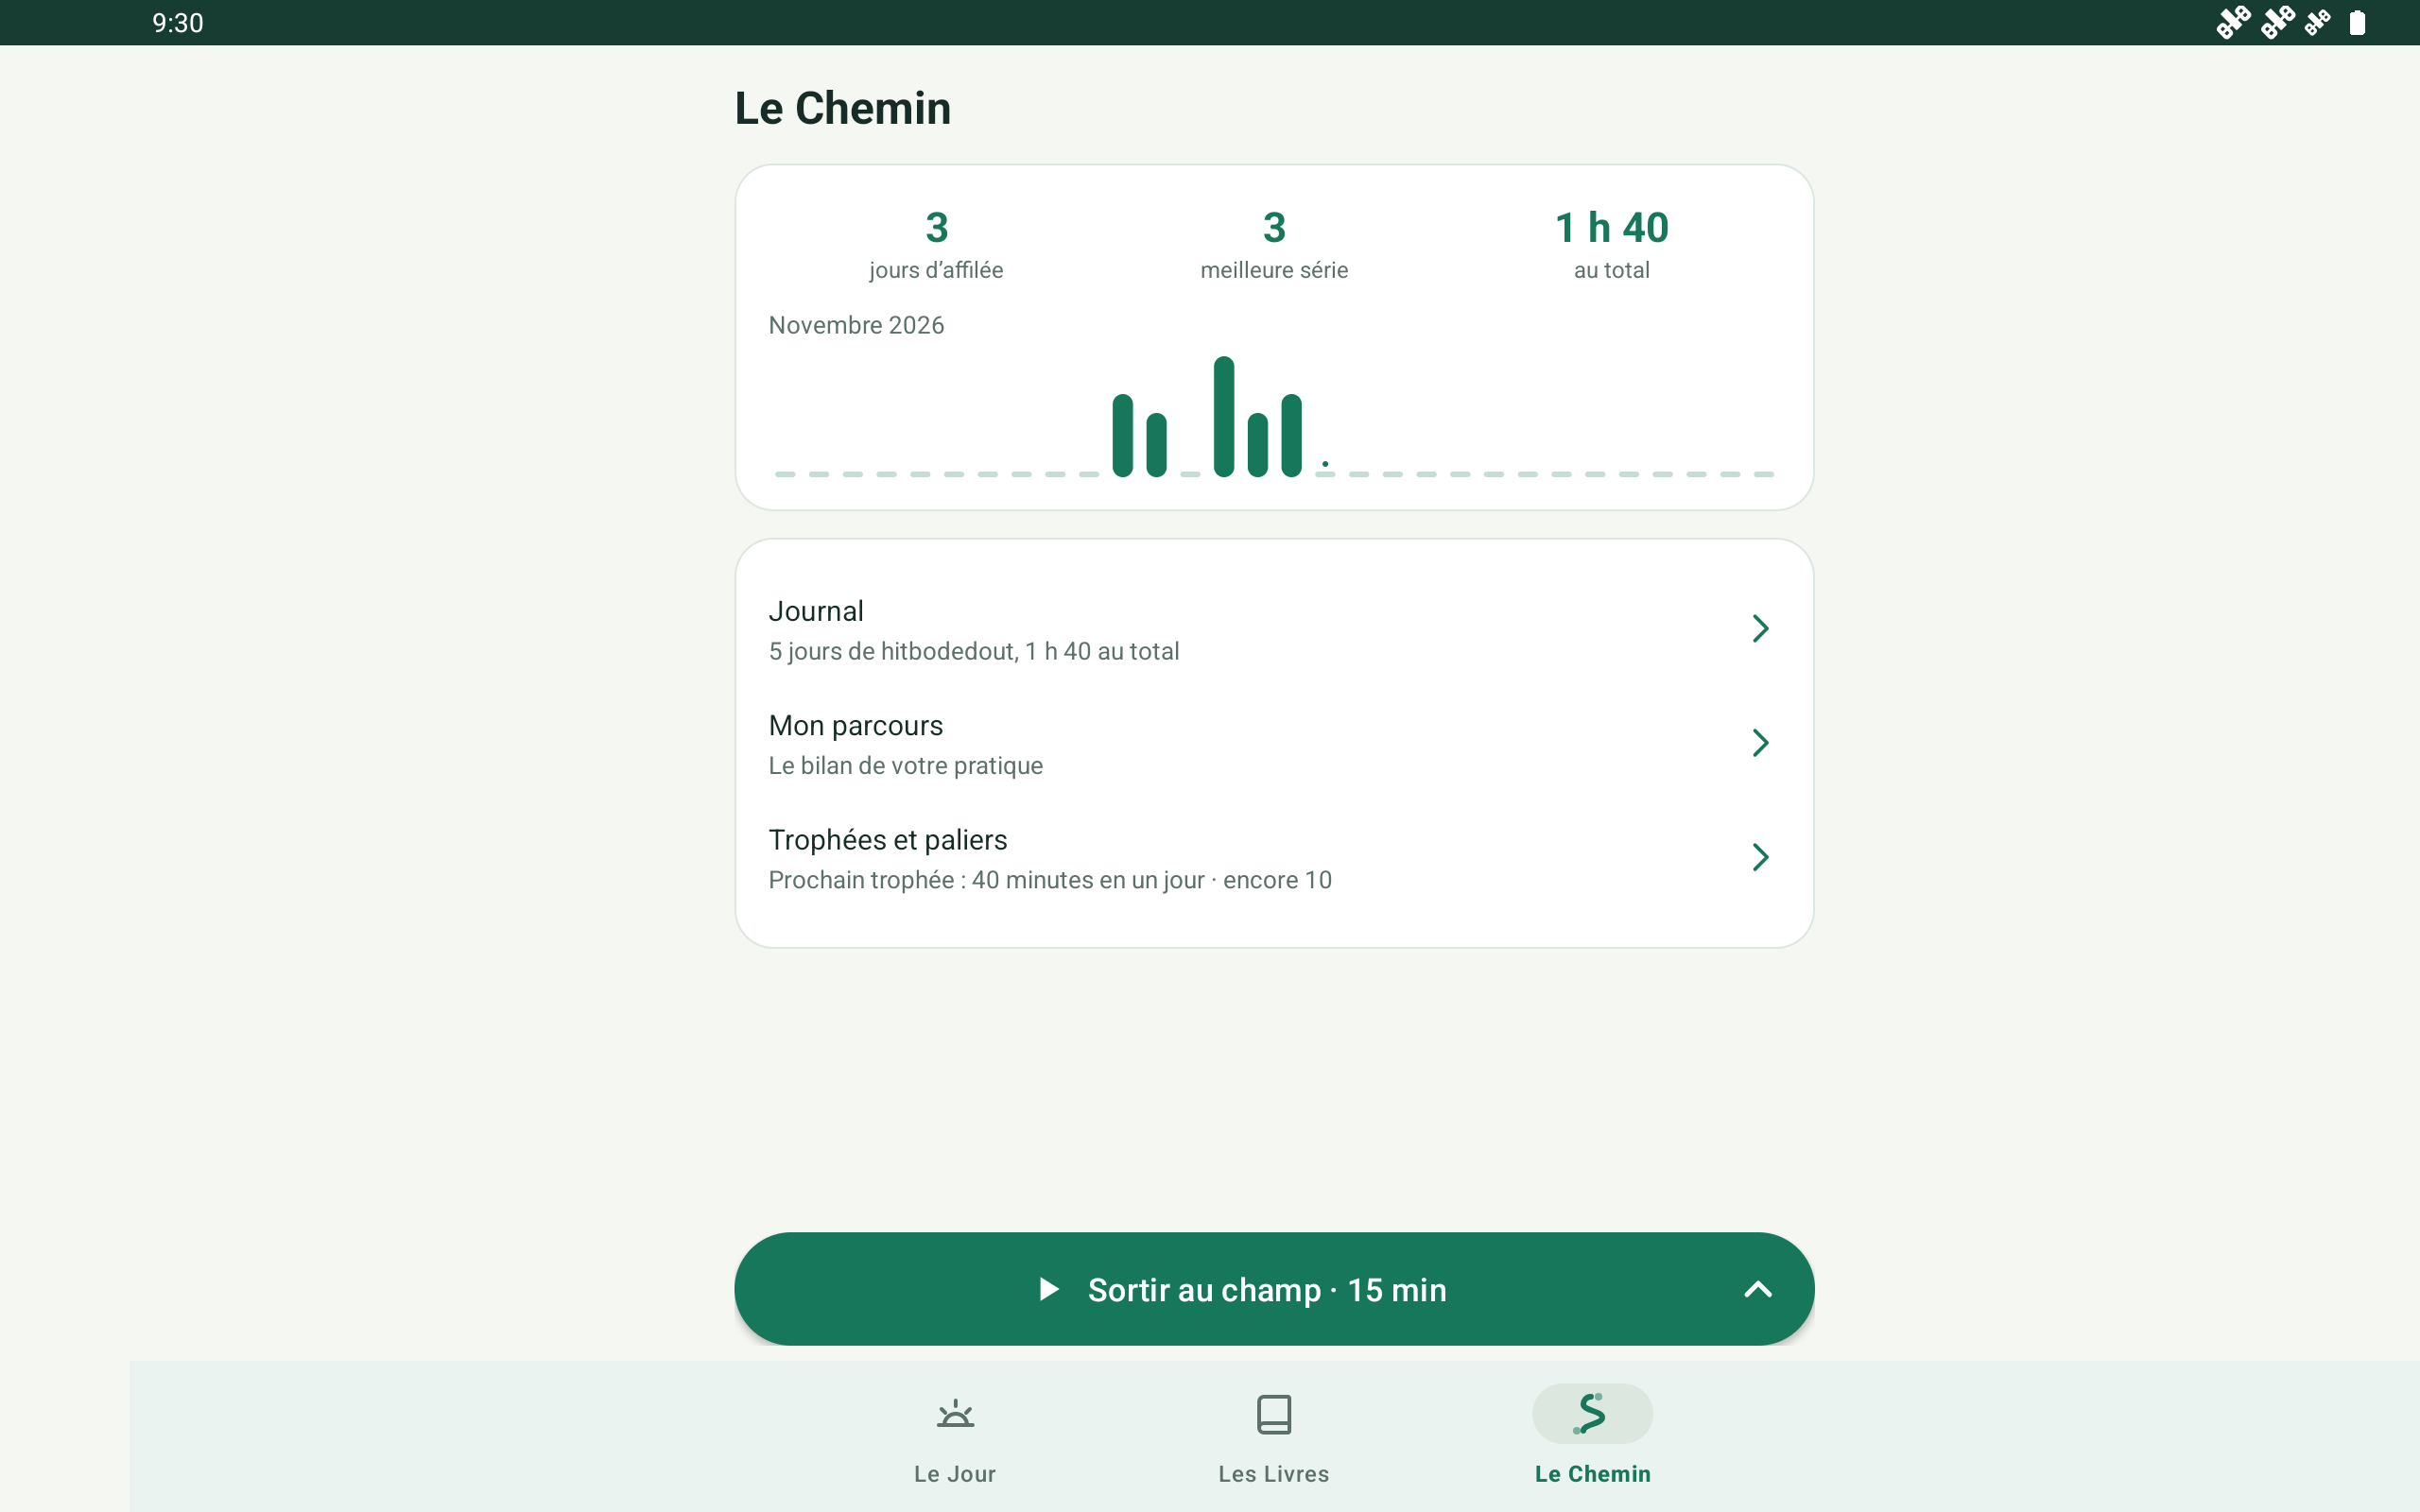 9:30
Le Chemin
3
jours d’affilée
3
meilleure série
1 h 40
au total
Novembre 2026
Journal
5 jours de hitbodedout, 1 h 40 au total
Mon parcours
Le bilan de votre pratique
Trophées et paliers
Prochain trophée : 40 minutes en un jour · encore 10
Sortir au champ · 15 min
Le Jour
Les Livres
Le Chemin